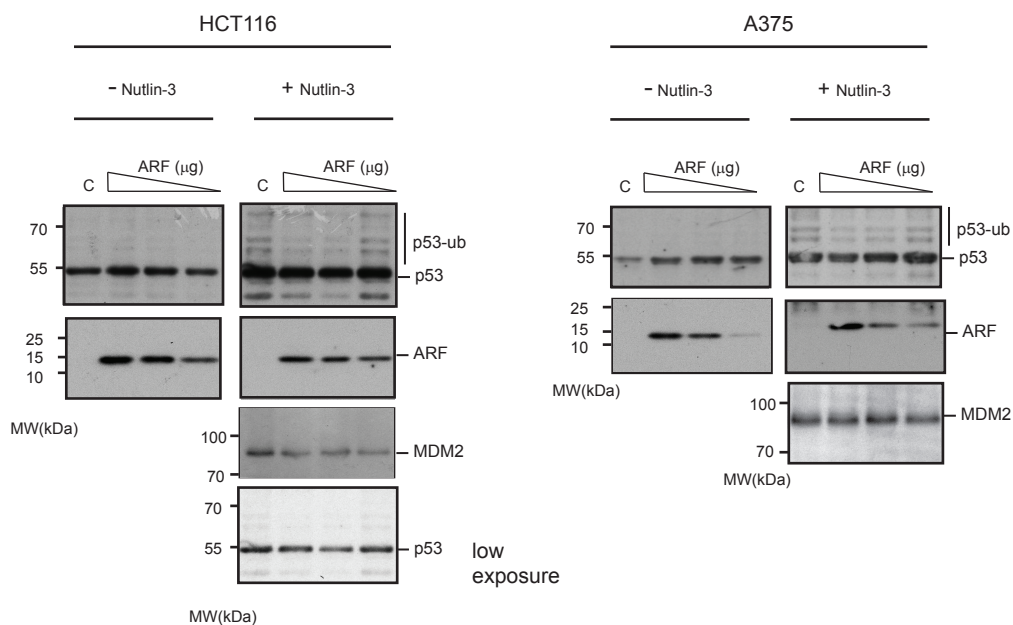 HCT116
- Nutlin-3
+ Nutlin-3
C
ARF (μg)
C
ARF (μg)
70
55
p53-ub
p53
25
15
10
ARF
MW(kDa)
100
70
MDM2
70
55
p53
low
exposure
MW(kDa)
A375
- Nutlin-3
+ Nutlin-3
C
ARF (μg)
C
ARF (μg)
70
55
p53-ub
p53
25
15
10
ARF
MW(kDa)
100
70
MDM2
MW(kDa)